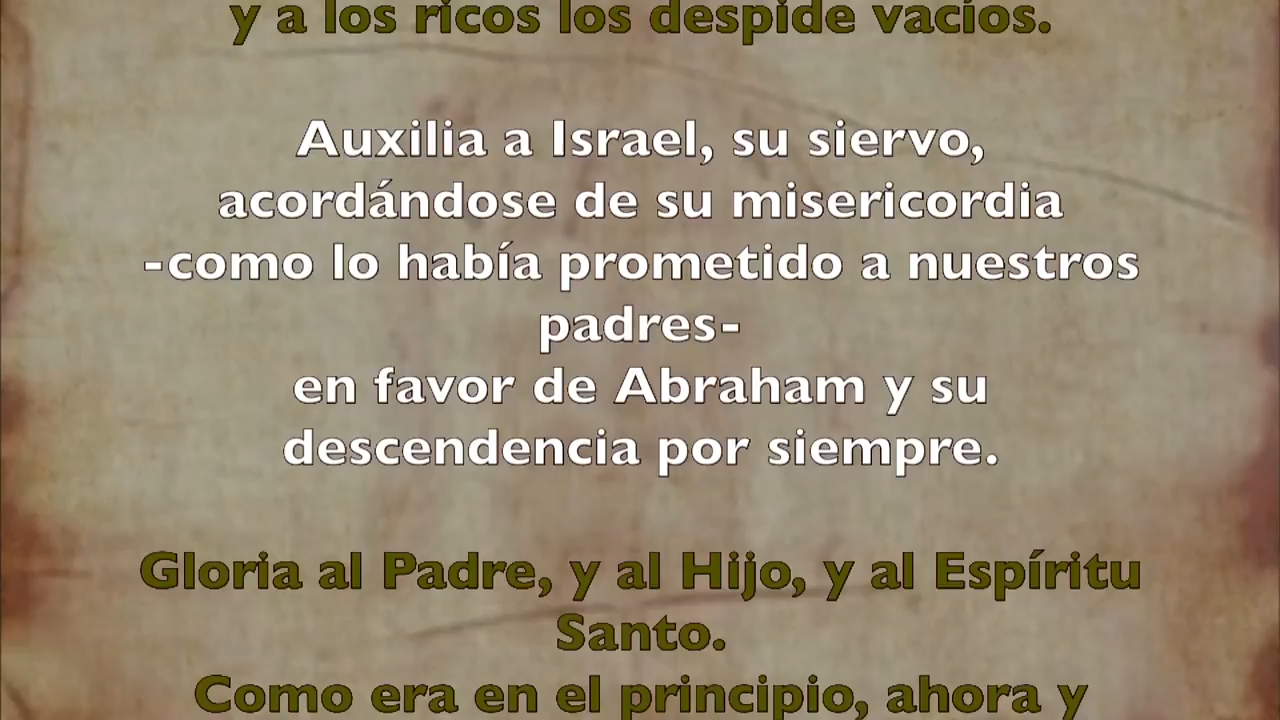 y a los ricos los despide vacíos.
Auxilia a Israel, su siervo,
acordándose de su misericordia
-como lo había prometido a nuestros
padres-
en favor de Abraham y su
descendencia por siempre.
Gloria al Padre, y al Hijo, y al Espíritu
Santo.
Como era en el principio, ahora y